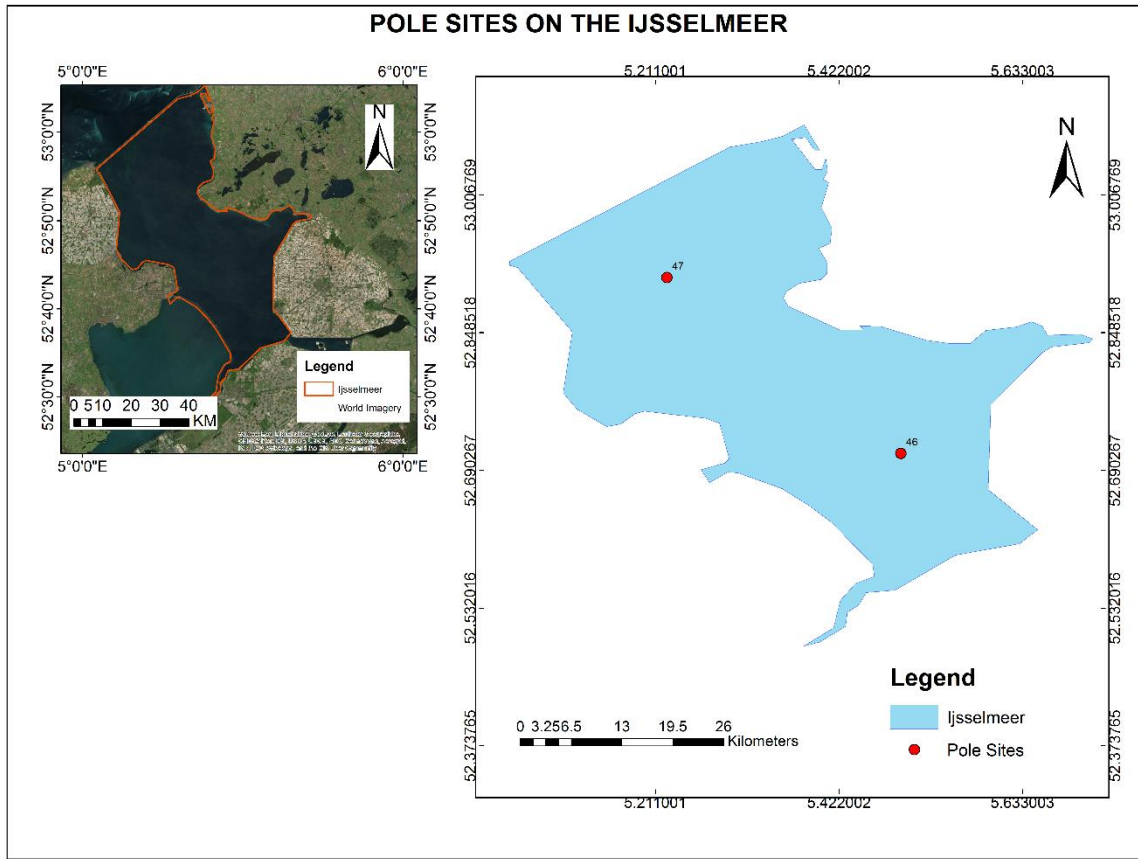 POLE SITES ON THE IJSSELMEER
5°0'0"E 6°0'0"E
N
53°0'0"N
52°50'0"N
52°40'0"N
52°30'0"N
53°0'0"N
52°50'0"N
52°40'0"N
52°30'0"N
Legend
Ijsselmeer
World Imagery
0 5 10 20 30 40
KM
5°0'0"E 6°0'0"E
5.211001 5.422002 5.633003
N
53.006769
52.848518
52.690267
52.532016
52.373765
53.006769
52.848518
52.690267
52.532016
52.373765
47
46
Legend
Ijsselmeer
Pole Sites
0 3.25 6.5 13 19.5 26
Kilometers
5.211001 5.422002 5.633003